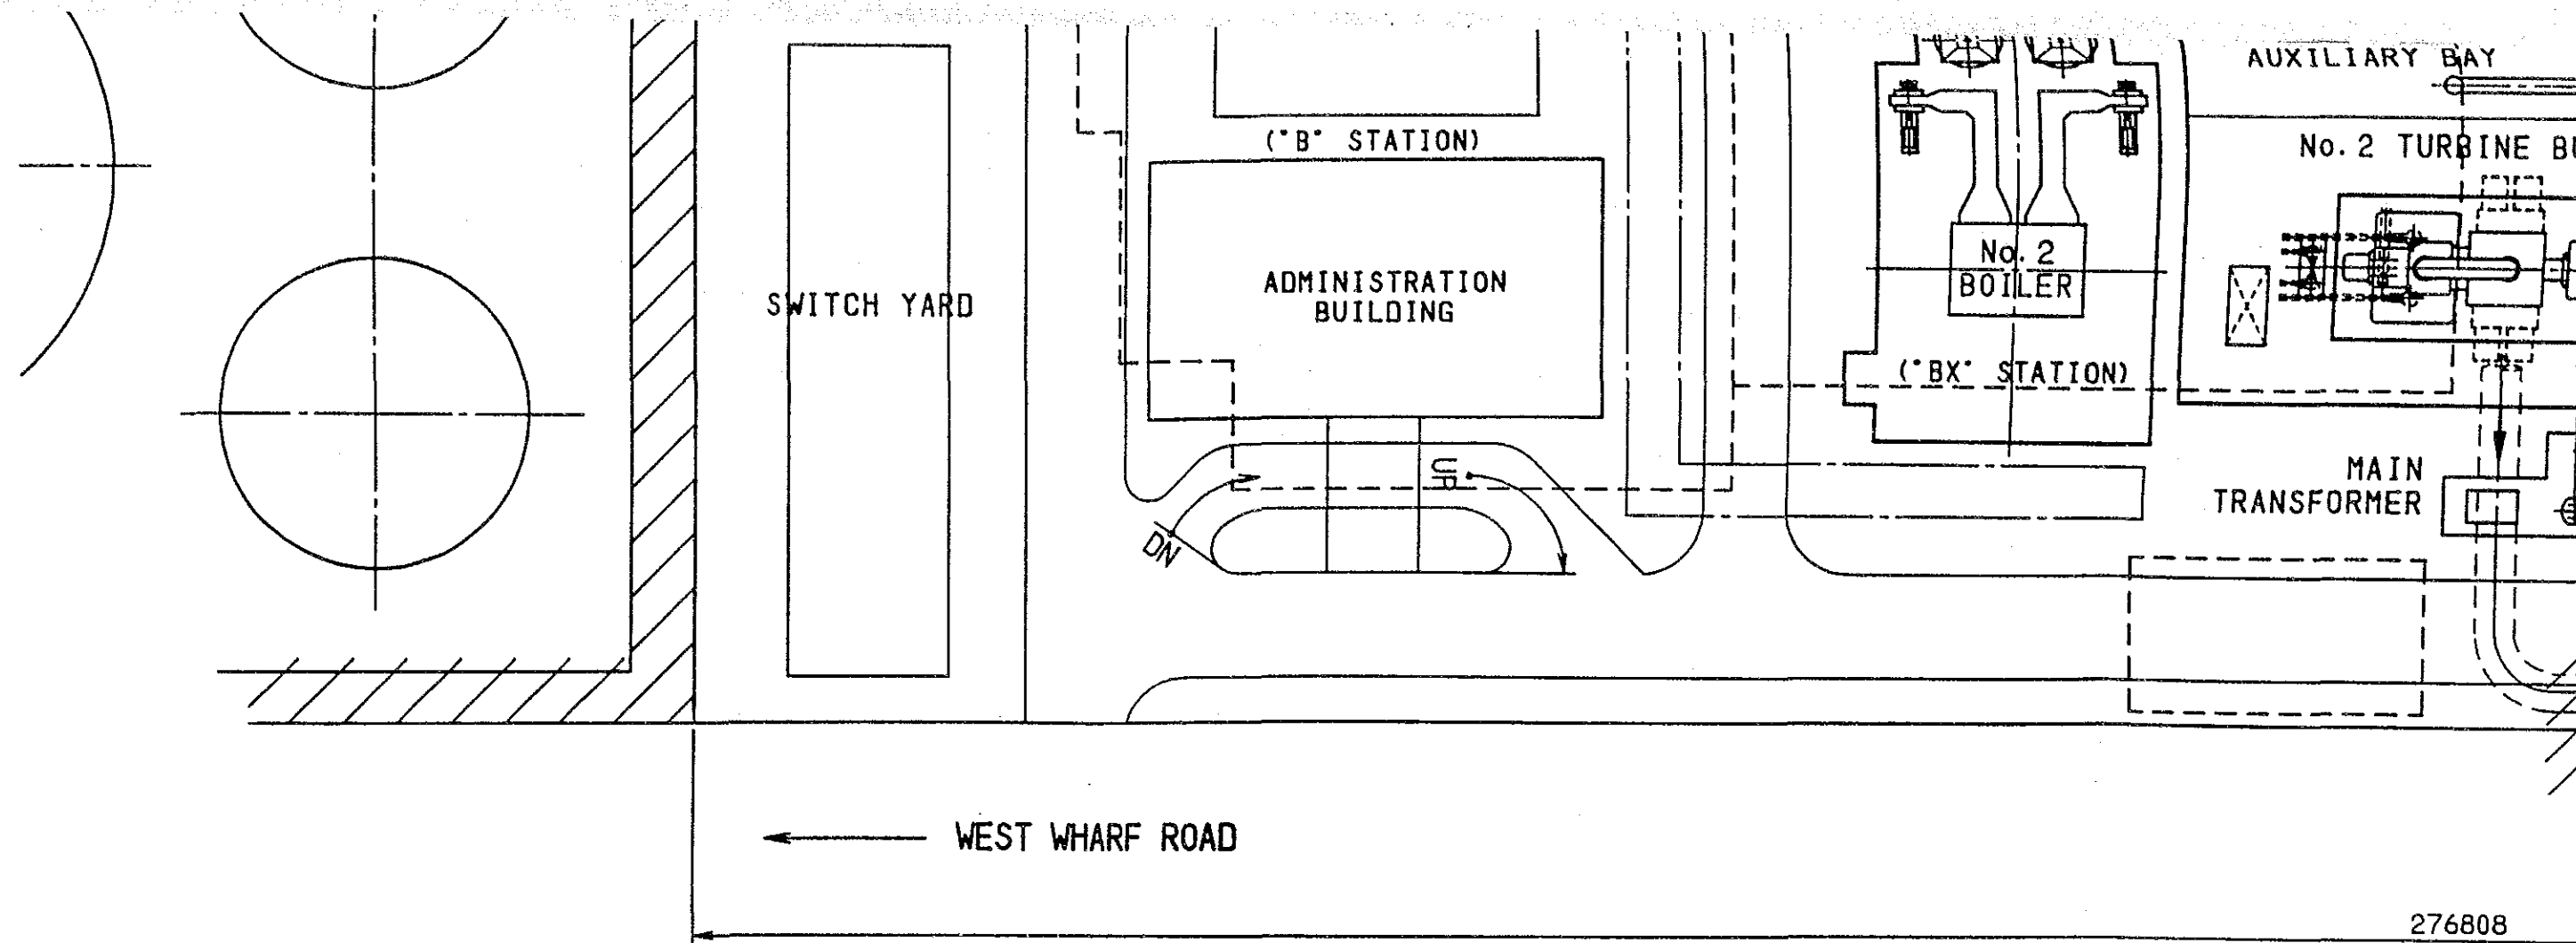 AUXILIARY BAY
("B" STATION)
No. 2 TURBINE
SWITCH YARD
ADMINISTRATION
BUILDING
No. 2
BOILER
("BX" STATION)
UP
DN
MAIN
TRANSFORMER
WEST WHARF ROAD
276808